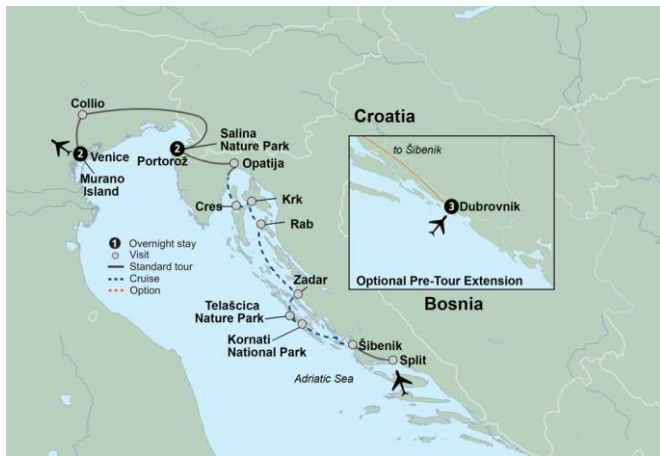 Collio
Croatia
Salina
Nature Park
2
Venice
2
Portorož
Opatija
Murano
Island
Cres
Krk
Rab
to Šibenik
3
Dubrovnik
Optional Pre-Tour Extension
Bosnia
1 Overnight stay
Visit
Standard tour
Cruise
Option
Zadar
Telašcica
Nature Park
Kornati
National Park
Šibenik
Split
Adriatic Sea